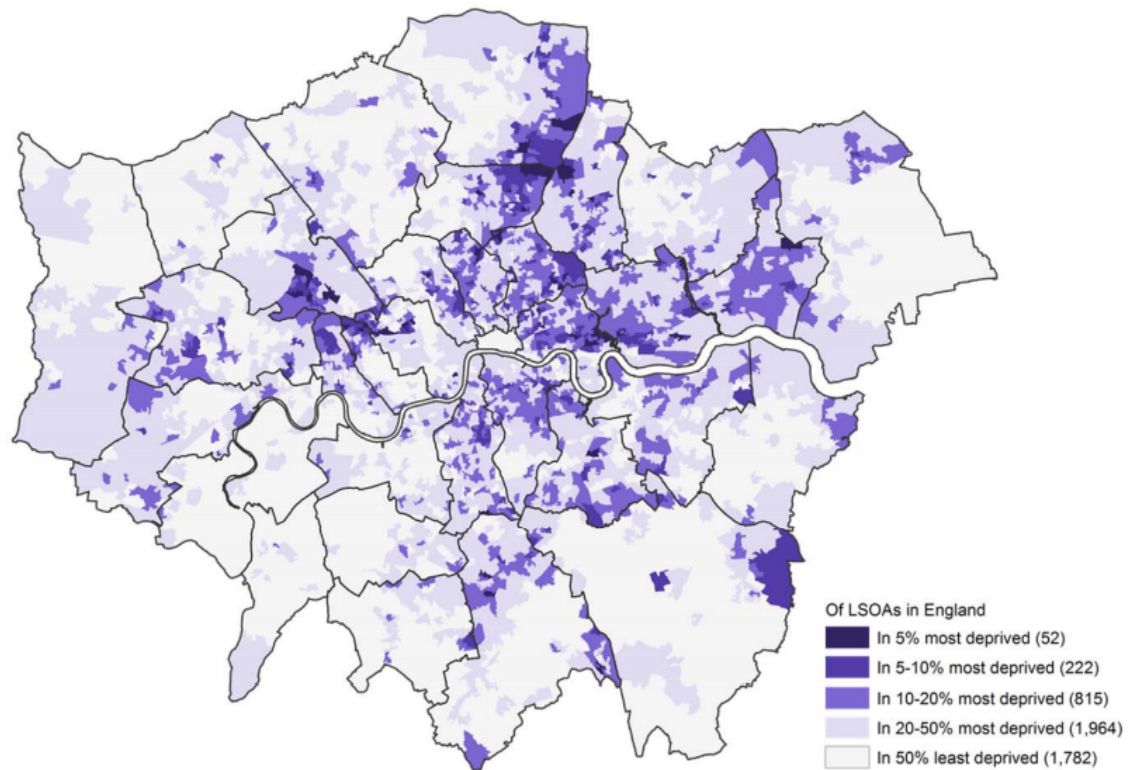 Of LSOAs in England
In 5% most deprived (52)
In 5-10% most deprived (222)
In 10-20% most deprived (815)
In 20-50% most deprived (1,964)
In 50% least deprived (1,782)